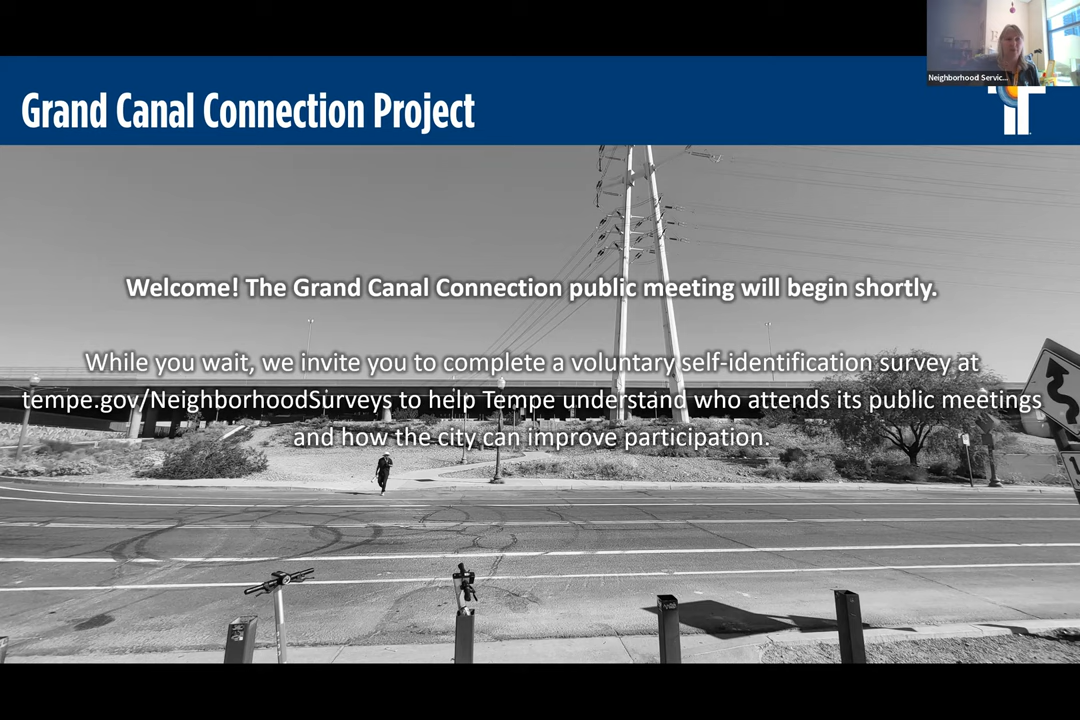 Neighborhood Servic...
Grand Canal Connection Project
Welcome! The Grand Canal Connection public meeting will begin shortly.
While you wait, we invite you to complete a voluntary self-identification survey at
tempe.gov/NeighborhoodSurveys to help Tempe understand who attends its public meetings
and how the city can improve participation.